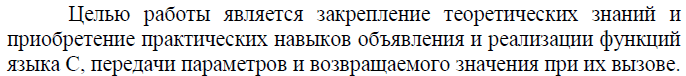 Целью работы является закрепление теоретических знаний и
приобретение практических навыков объявления и реализации функций
языка С, передачи параметров и возвращаемого значения при их вызове.